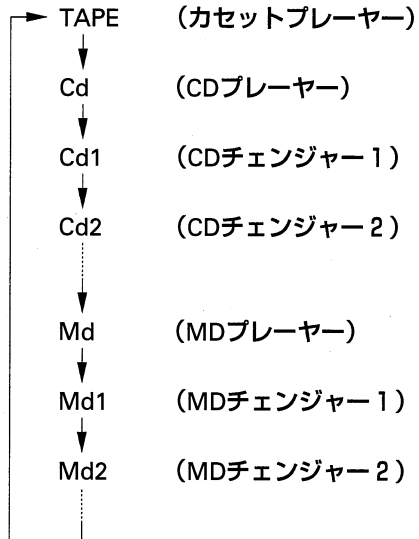 TAPE （カセットプレーヤー）
Cd （CDプレーヤー）
Cd1 （CDチェンジャー1）
Cd2 （CDチェンジャー2）
Md （MDプレーヤー）
Md1 （MDチェンジャー1）
Md2 （MDチェンジャー2）